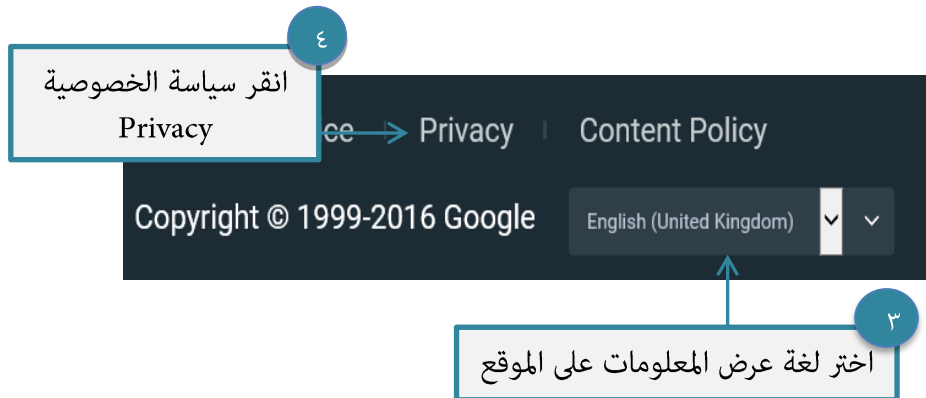 ٤
انقر سياسة الخصوصية
Privacy
ce | Privacy | Content Policy
Copyright © 1999-2016 Google
English (United Kingdom)
٣
اختر لغة عرض المعلومات على الموقع